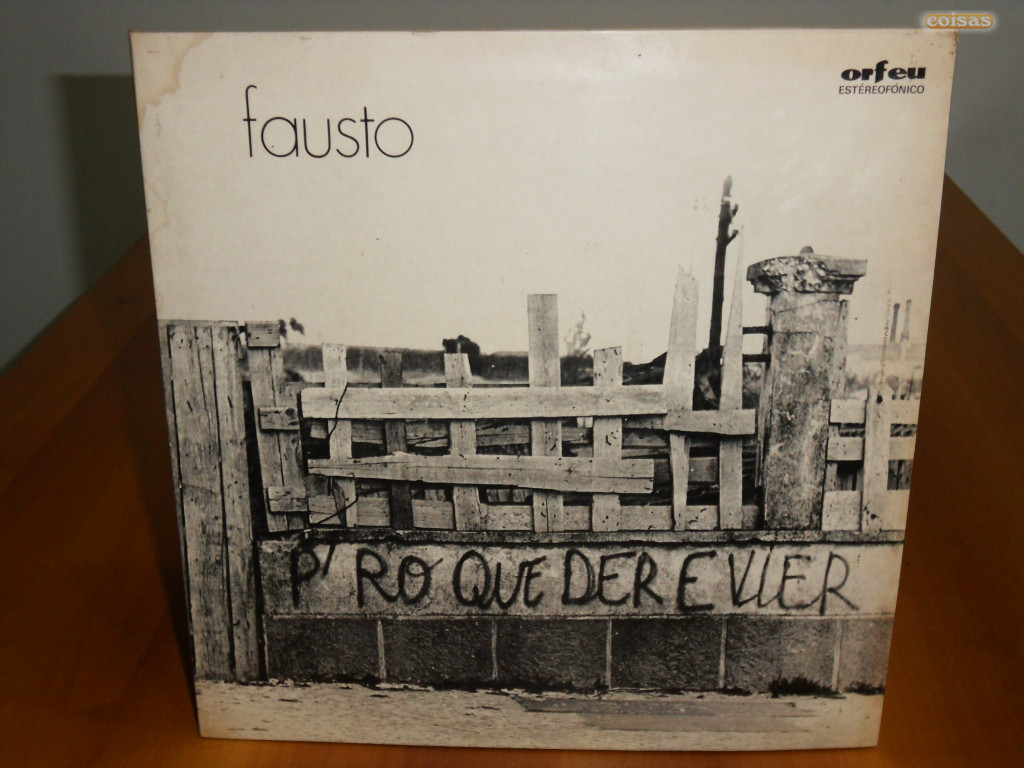 coisas
orfeu
ESTÉREOFÓNICO
fausto
P'RO QUE DER E VIER